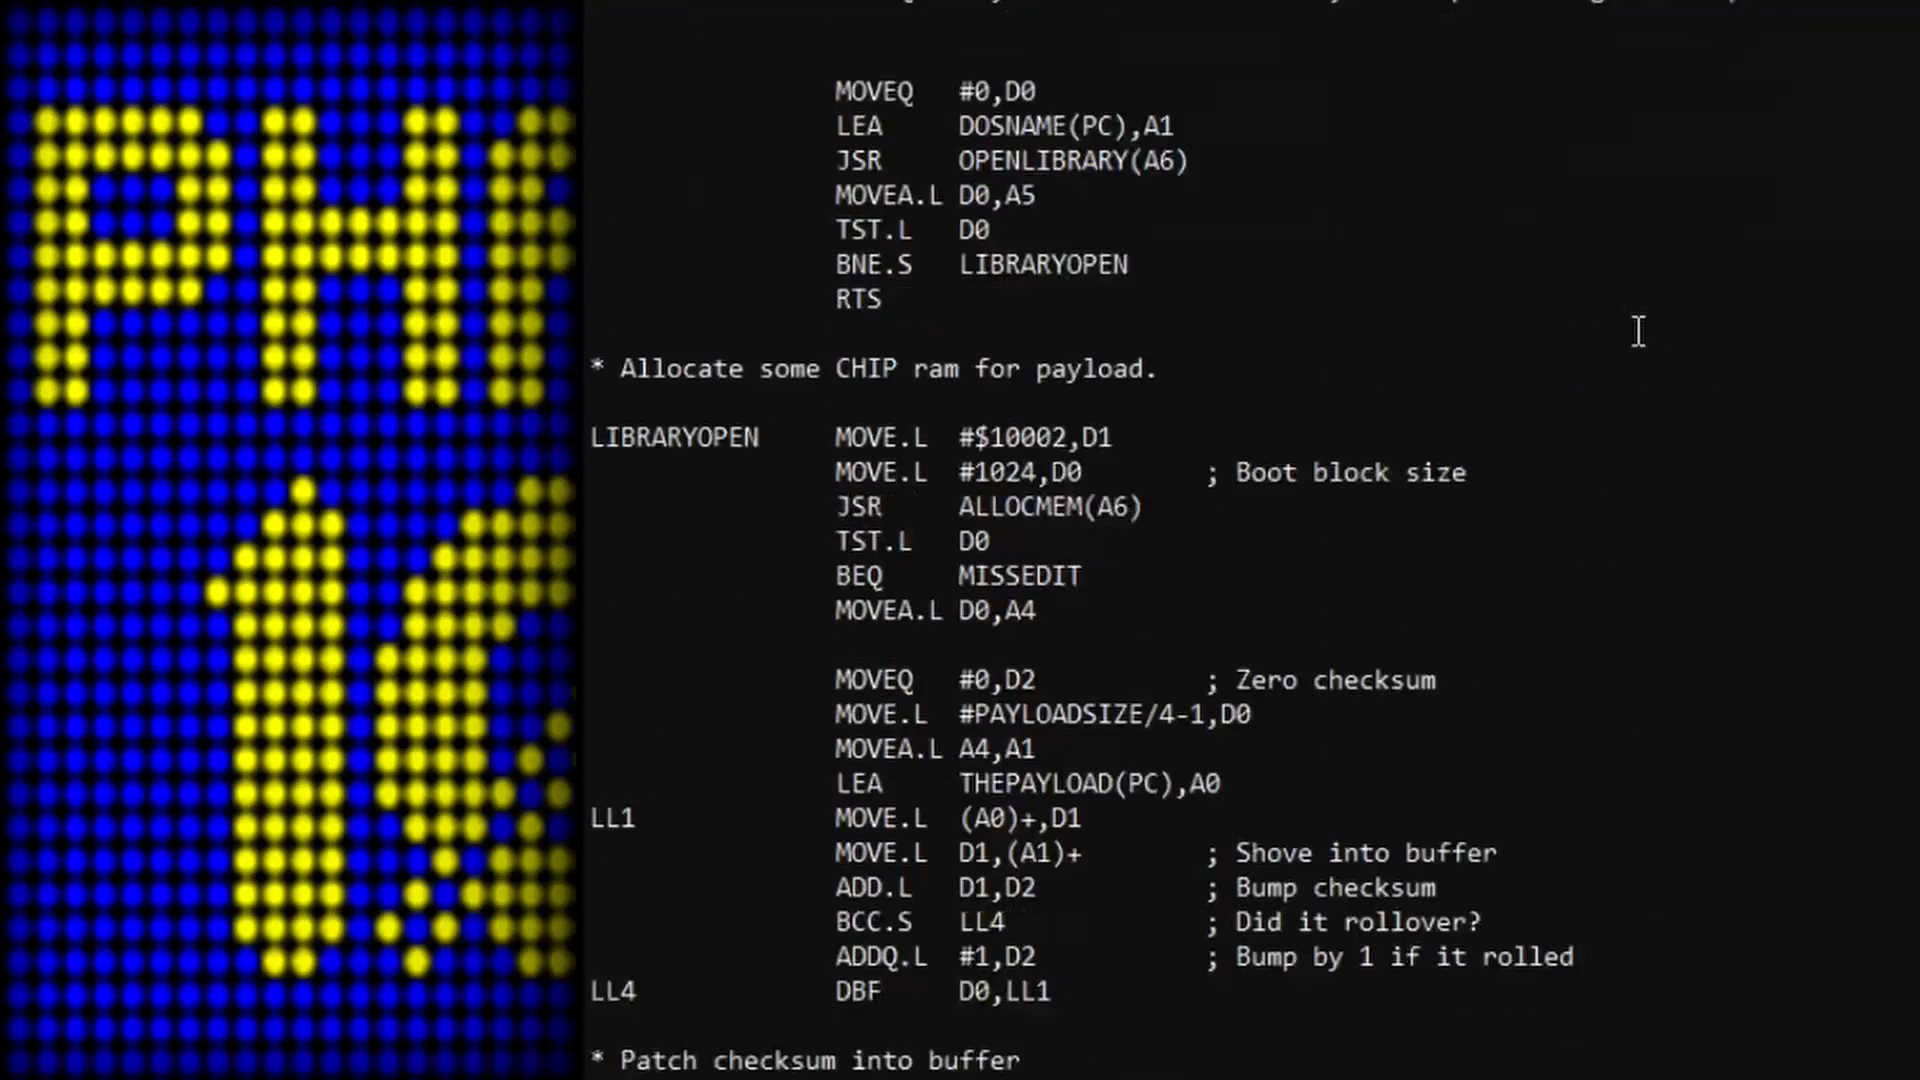 PH
MOVEQ #0,D0
LEA DOSNAME(PC),A1
JSR OPENLIBRARY(A6)
MOVEA.L D0,A5
TST.L D0
BNE.S LIBRARYOPEN
RTS
* Allocate some CHIP ram for payload.
LIBRARYOPEN MOVE.L #$10002,D1
MOVE.L #1024,D0 ; Boot block size
JSR ALLOCMEM(A6)
TST.L D0
BEQ MISSEDIT
MOVEA.L D0,A4
MOVEQ #0,D2 ; Zero checksum
MOVE.L #PAYLOADSIZE/4-1,D0
MOVEA.L A4,A1
LEA THEPAYLOAD(PC),A0
LL1 MOVE.L (A0)+,D1
MOVE.L D1,(A1)+ ; Shove into buffer
ADD.L D1,D2 ; Bump checksum
BCC.S LL4 ; Did it rollover?
ADDQ.L #1,D2 ; Bump by 1 if it rolled
LL4 DBF D0,LL1
* Patch checksum into buffer